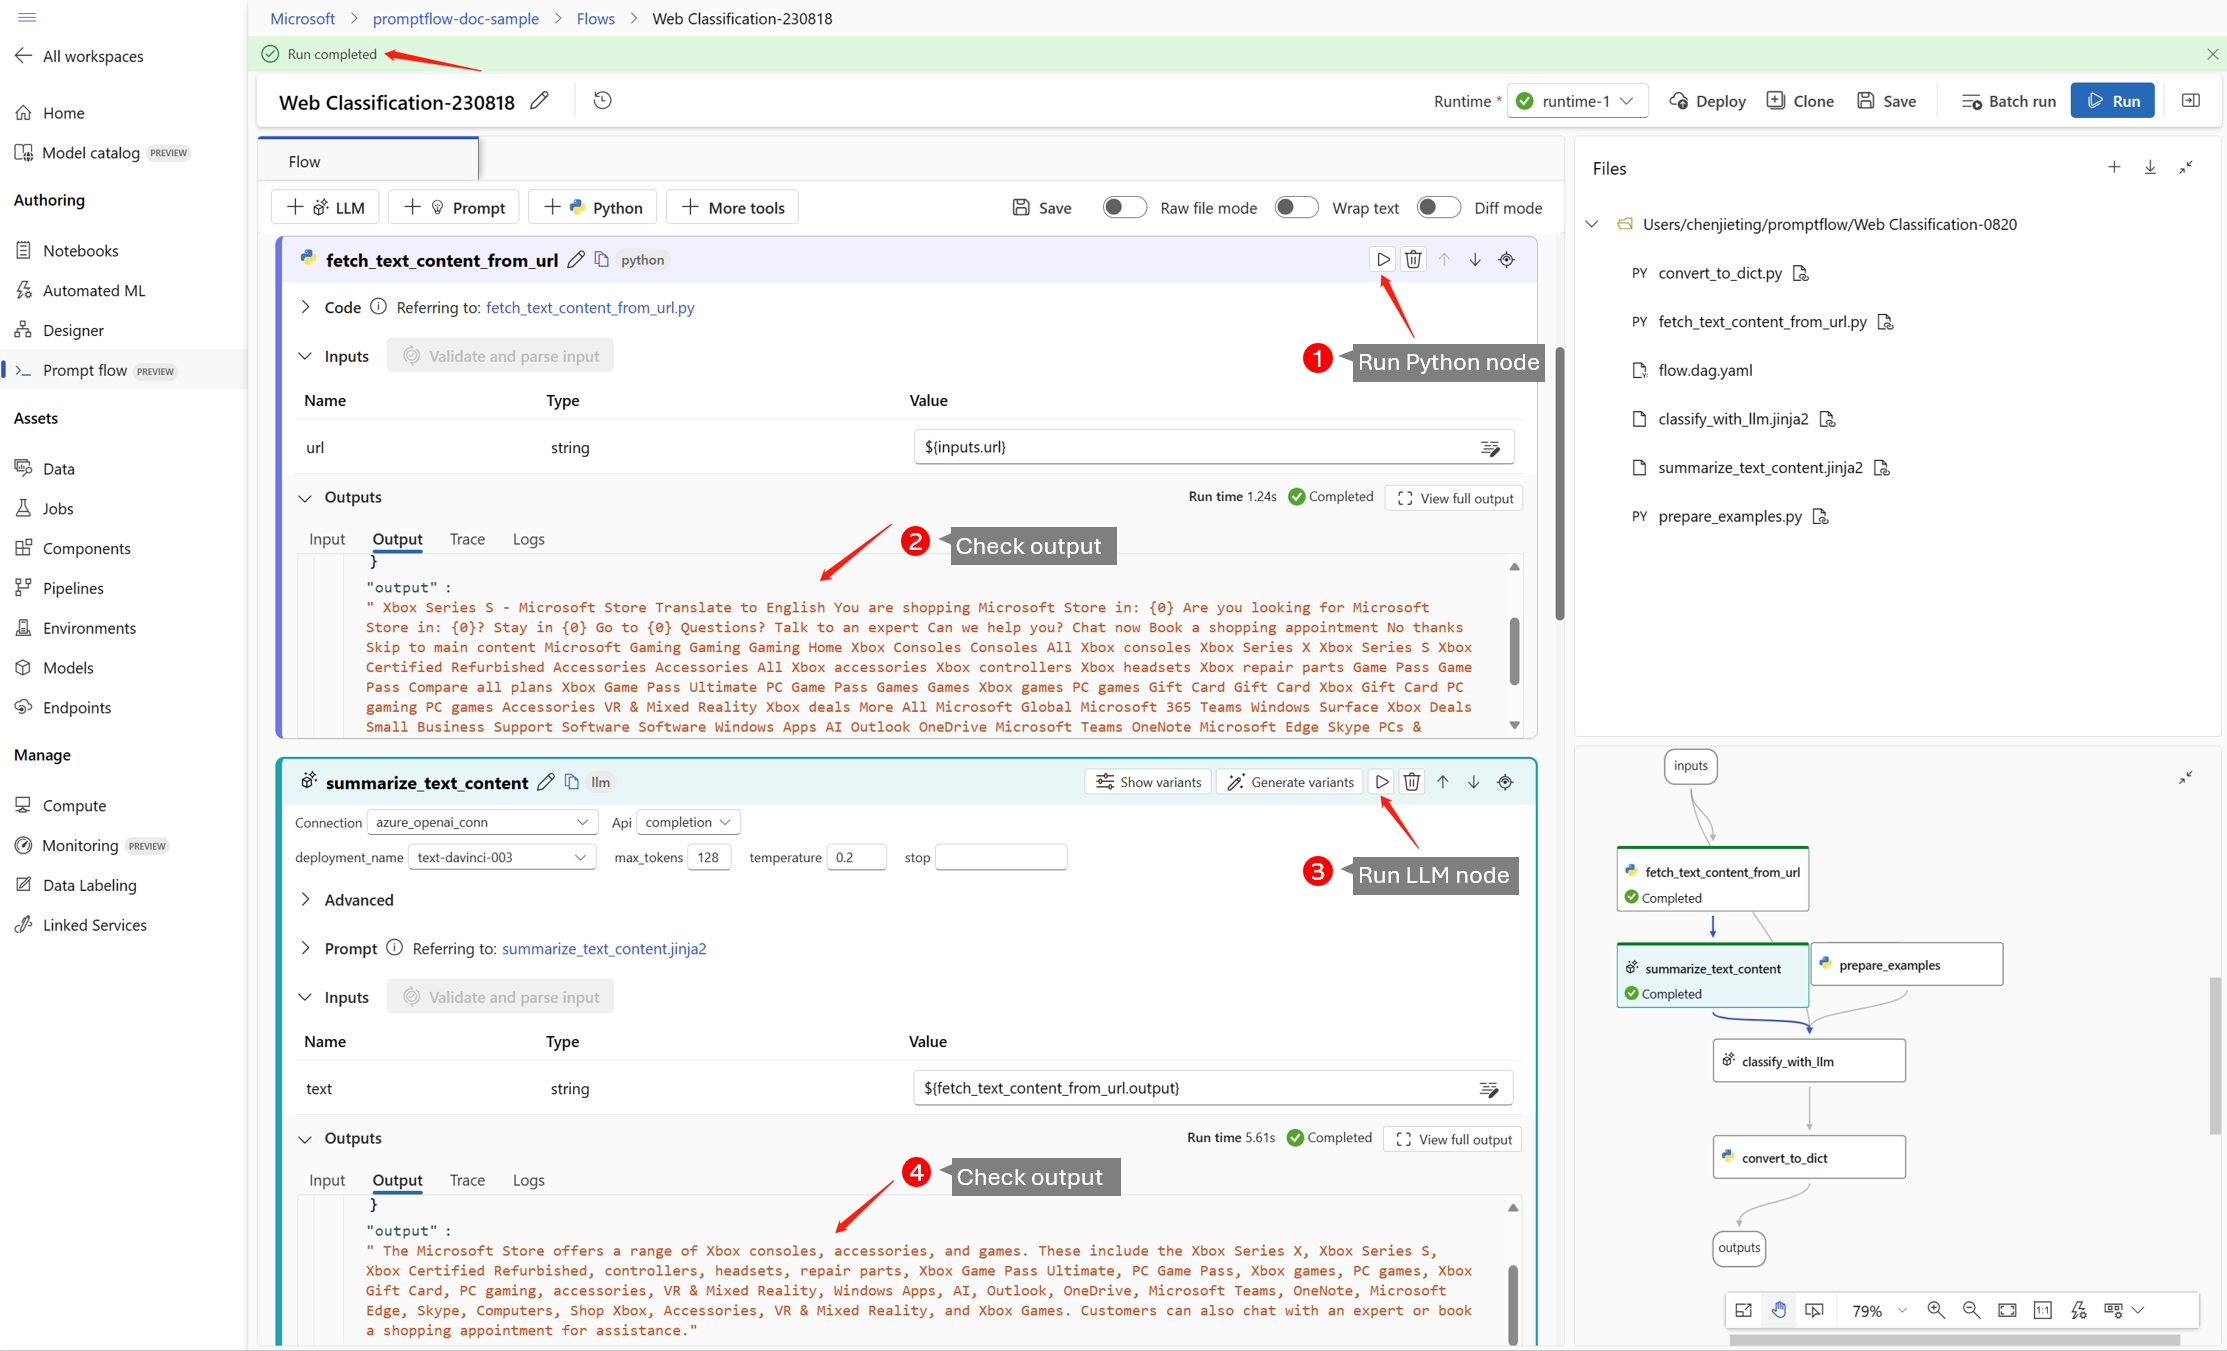 Microsoft > promptflow-doc-sample > Flows > Web Classification-230818
Run completed
All workspaces
Home
Model catalog PREVIEW
Authoring
Notebooks
Automated ML
Designer
Prompt flow PREVIEW
Assets
Data
Jobs
Components
Pipelines
Environments
Models
Endpoints
Manage
Compute
Monitoring PREVIEW
Data Labeling
Linked Services
Web Classification-230818
Runtime * runtime-1 Deploy Clone Save Batch run Run
Flow
+ LLM + Prompt + Python + More tools Save Raw file mode Wrap text Diff mode
fetch_text_content_from_url python
Code Referring to: fetch_text_content_from_url.py
Inputs Validate and parse input
1 Run Python node
Name Type Value
url string ${inputs.url}
Outputs Run time 1.24s Completed View full output
Input Output Trace Logs
2 Check output
}
"output" :
" Xbox Series S - Microsoft Store Translate to English You are shopping Microsoft Store in: {0} Are you looking for Microsoft
Store in: {0}? Stay in {0} Go to {0} Questions? Talk to an expert Can we help you? Chat now Book a shopping appointment No thanks
Skip to main content Microsoft Gaming Gaming Gaming Home Xbox Consoles Consoles All Xbox consoles Xbox Series X Xbox Series S Xbox
Certified Refurbished Accessories Accessories All Xbox accessories Xbox controllers Xbox headsets Xbox repair parts Game Pass Game
Pass Compare all plans Xbox Game Pass Ultimate PC Game Pass Games Games Xbox games PC games Gift Card Gift Card Xbox Gift Card PC
gaming PC games Accessories VR & Mixed Reality Xbox deals More All Microsoft Global Microsoft 365 Teams Windows Surface Xbox Deals
Small Business Support Software Software Windows Apps AI Outlook OneDrive Microsoft Teams OneNote Microsoft Edge Skype PCs &
summarize_text_content llm Show variants Generate variants
Connection azure_openai_conn Api completion
deployment_name text-davinci-003 max_tokens 128 temperature 0.2 stop
3 Run LLM node
Advanced
Prompt Referring to: summarize_text_content.jinja2
Inputs Validate and parse input
Name Type Value
text string ${fetch_text_content_from_url.output}
Outputs Run time 5.61s Completed View full output
Input Output Trace Logs
4 Check output
}
"output" :
" The Microsoft Store offers a range of Xbox consoles, accessories, and games. These include the Xbox Series X, Xbox Series S,
Xbox Certified Refurbished, controllers, headsets, repair parts, Xbox Game Pass Ultimate, PC Game Pass, Xbox games, PC games, Xbox
Gift Card, PC gaming, accessories, VR & Mixed Reality, Windows Apps, AI, Outlook, OneDrive, Microsoft Teams, OneNote, Microsoft
Edge, Skype, Computers, Shop Xbox, Accessories, VR & Mixed Reality, and Xbox Games. Customers can also chat with an expert or book
a shopping appointment for assistance."
Files
Users/chenjieting/promptflow/Web Classification-0820
PY convert_to_dict.py
PY fetch_text_content_from_url.py
flow.dag.yaml
classify_with_llm.jinja2
summarize_text_content.jinja2
PY prepare_examples.py
inputs
fetch_text_content_from_url
Completed
summarize_text_content
Completed
prepare_examples
classify_with_llm
convert_to_dict
outputs
79% 1:1